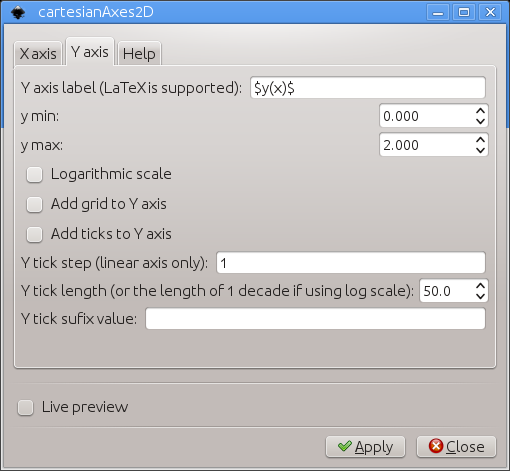 cartesianAxes2D
X axis Y axis Help
Y axis label (LaTeX is supported): $y(x)$
y min: 0.000
y max: 2.000
Logarithmic scale
Add grid to Y axis
Add ticks to Y axis
Y tick step (linear axis only): 1
Y tick length (or the length of 1 decade if using log scale): 50.0
Y tick sufix value:
Live preview
Apply Close